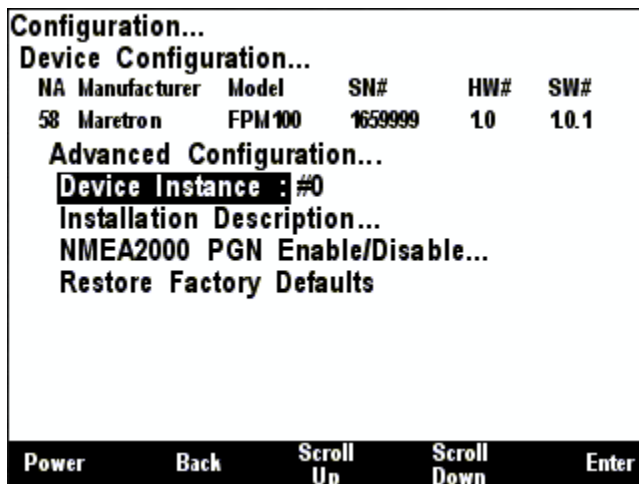 Configuration...
Device Configuration...
NA Manufacturer Model SN# HW# SW#
58 Maretron FPM100 1659999 1.0 1.0.1
Advanced Configuration...
Device Instance : #0
Installation Description...
NMEA2000 PGN Enable/Disable...
Restore Factory Defaults
Power Back Scroll Up Scroll Down Enter